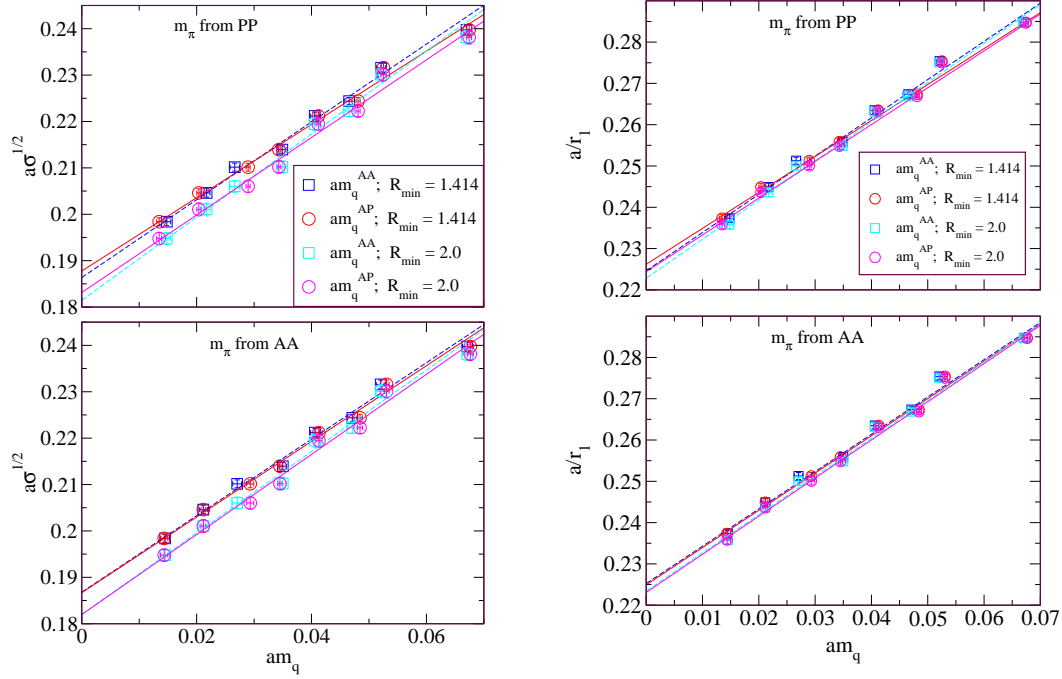 m_π from PP
0.24
0.23
0.22
0.21
0.2
0.19
0.18
aσ^1/2
am_q^AA; R_min = 1.414
am_q^AP; R_min = 1.414
am_q^AA; R_min = 2.0
am_q^AP; R_min = 2.0
m_π from PP
0.28
0.27
0.26
0.25
0.24
0.23
0.22
a/r_1
am_q^AA; R_min = 1.414
am_q^AP; R_min = 1.414
am_q^AA; R_min = 2.0
am_q^AP; R_min = 2.0
m_π from AA
0.24
0.23
0.22
0.21
0.2
0.19
0.18
aσ^1/2
0 0.02 0.04 0.06
am_q
m_π from AA
0.28
0.27
0.26
0.25
0.24
0.23
0.22
a/r_1
0 0.01 0.02 0.03 0.04 0.05 0.06 0.07
am_q